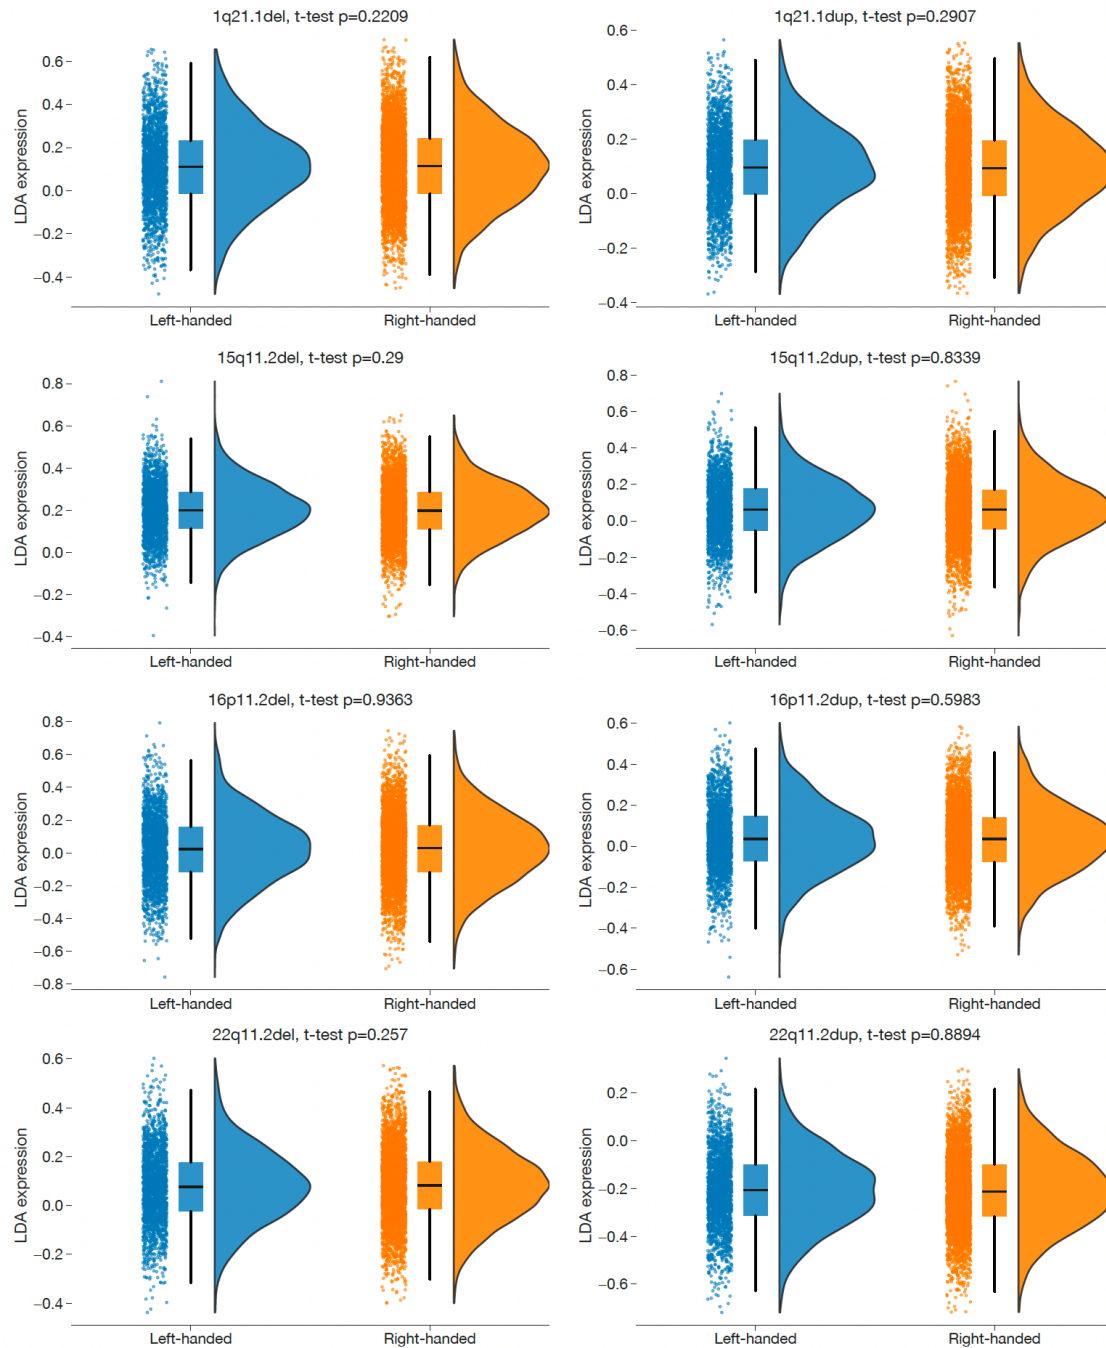 1q21.1del, t-test p=0.2209
LDA expression
0.6
0.4
0.2
0.0
−0.2
−0.4
Left-handed
Right-handed
1q21.1dup, t-test p=0.2907
LDA expression
0.6
0.4
0.2
0.0
−0.2
−0.4
Left-handed
Right-handed
15q11.2del, t-test p=0.29
LDA expression
0.8
0.6
0.4
0.2
0.0
−0.2
−0.4
Left-handed
Right-handed
15q11.2dup, t-test p=0.8339
LDA expression
0.8
0.6
0.4
0.2
0.0
−0.2
−0.4
−0.6
Left-handed
Right-handed
16p11.2del, t-test p=0.9363
LDA expression
0.8
0.6
0.4
0.2
0.0
−0.2
−0.4
−0.6
−0.8
Left-handed
Right-handed
16p11.2dup, t-test p=0.5983
LDA expression
0.6
0.4
0.2
0.0
−0.2
−0.4
−0.6
Left-handed
Right-handed
22q11.2del, t-test p=0.257
LDA expression
0.6
0.4
0.2
0.0
−0.2
−0.4
Left-handed
Right-handed
22q11.2dup, t-test p=0.8894
LDA expression
0.2
0.0
−0.2
−0.4
−0.6
Left-handed
Right-handed